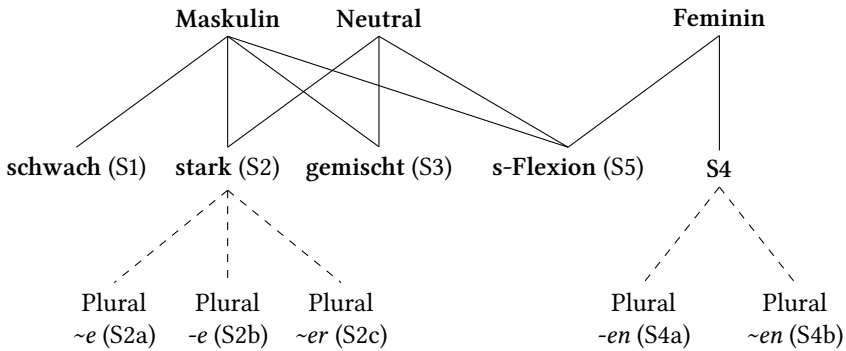 Maskulin Neutral Feminin
schwach (S1) stark (S2) gemischt (S3) s-Flexion (S5) S4
Plural Plural Plural Plural Plural
~e (S2a) -e (S2b) ~er (S2c) -en (S4a) ~en (S4b)